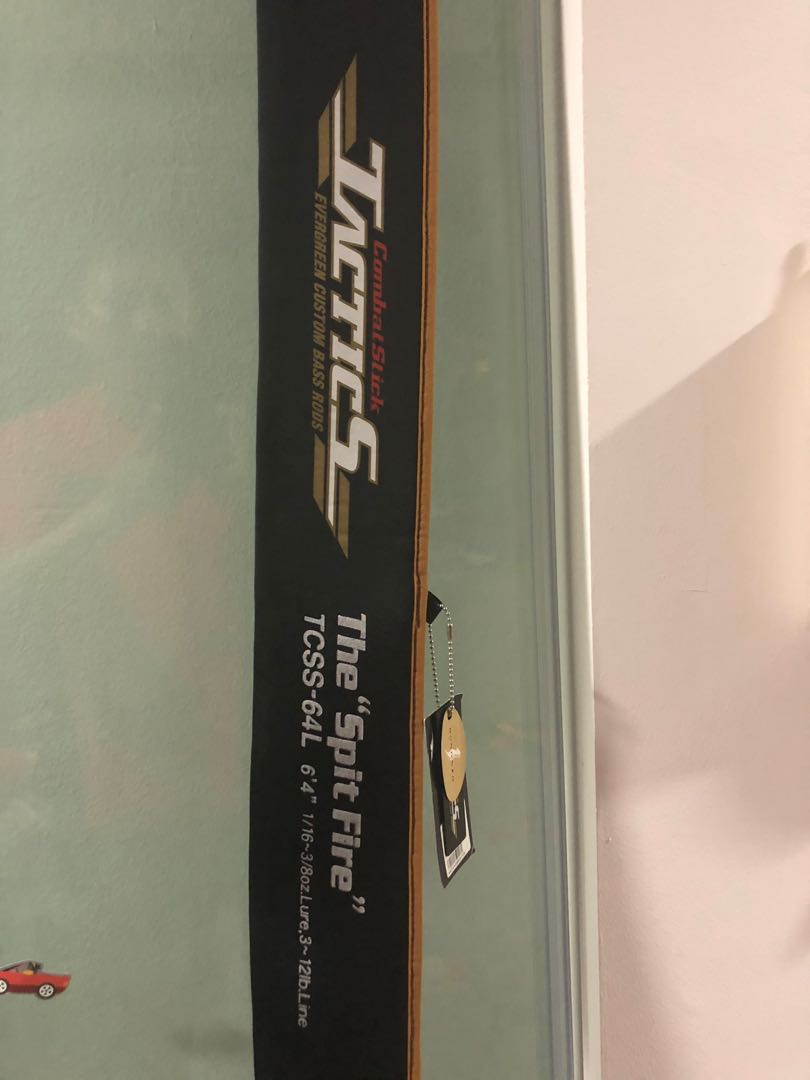 CombatStick
TACTICS
EVERGREEN CUSTOM BASS RODS
The "Spit Fire"
TCSS-64L 6'4" 1/16~3/8oz.Lure,3~12lb.Line